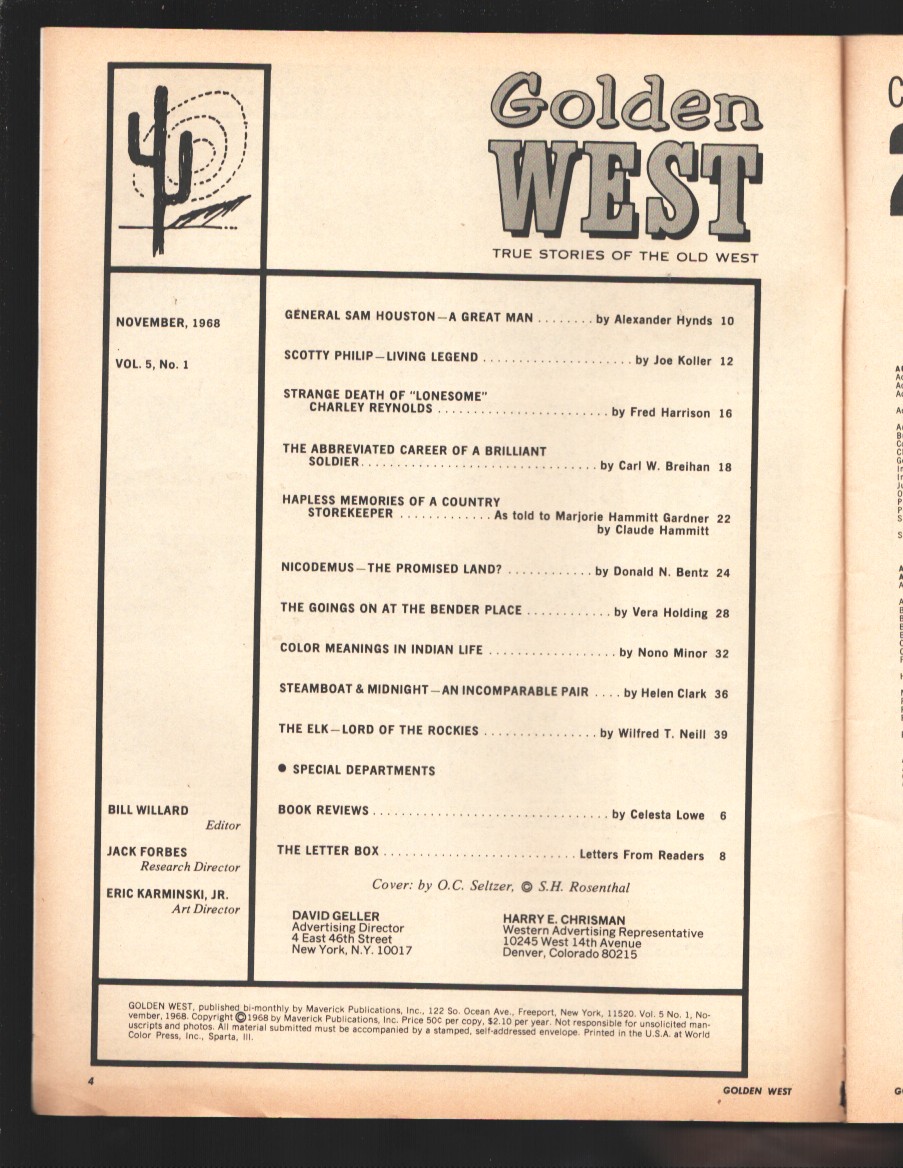 Golden
WEST
TRUE STORIES OF THE OLD WEST
NOVEMBER, 1968
VOL. 5, No. 1
GENERAL SAM HOUSTON—A GREAT MAN ........ by Alexander Hynds 10
SCOTTY PHILIP—LIVING LEGEND ..................... by Joe Koller 12
STRANGE DEATH OF "LONESOME"
CHARLEY REYNOLDS ........................ by Fred Harrison 16
THE ABBREVIATED CAREER OF A BRILLIANT
SOLDIER................................. by Carl W. Breihan 18
HAPLESS MEMORIES OF A COUNTRY
STOREKEEPER ............. As told to Marjorie Hammitt Gardner 22
by Claude Hammitt
NICODEMUS—THE PROMISED LAND? ............ by Donald N. Bentz 24
THE GOINGS ON AT THE BENDER PLACE ............ by Vera Holding 28
COLOR MEANINGS IN INDIAN LIFE .................. by Nono Minor 32
STEAMBOAT & MIDNIGHT—AN INCOMPARABLE PAIR .... by Helen Clark 36
THE ELK—LORD OF THE ROCKIES ................ by Wilfred T. Neill 39
● SPECIAL DEPARTMENTS
BOOK REVIEWS ................................. by Celesta Lowe 6
THE LETTER BOX ........................... Letters From Readers 8
Cover: by O.C. Seltzer, © S.H. Rosenthal
BILL WILLARD
Editor
JACK FORBES
Research Director
ERIC KARMINSKI, JR.
Art Director
DAVID GELLER
Advertising Director
4 East 46th Street
New York, N.Y. 10017
HARRY E. CHRISMAN
Western Advertising Representative
10245 West 14th Avenue
Denver, Colorado 80215
GOLDEN WEST, published bi-monthly by Maverick Publications, Inc., 122 So. Ocean Ave., Freeport, New York, 11520. Vol. 5 No. 1, No-
vember, 1968. Copyright © 1968 by Maverick Publications, Inc. Price 50¢ per copy, $2.10 per year. Not responsible for unsolicited man-
uscripts and photos. All material submitted must be accompanied by a stamped, self-addressed envelope. Printed in the U.S.A. at World
Color Press, Inc., Sparta, Ill.
4
GOLDEN WEST